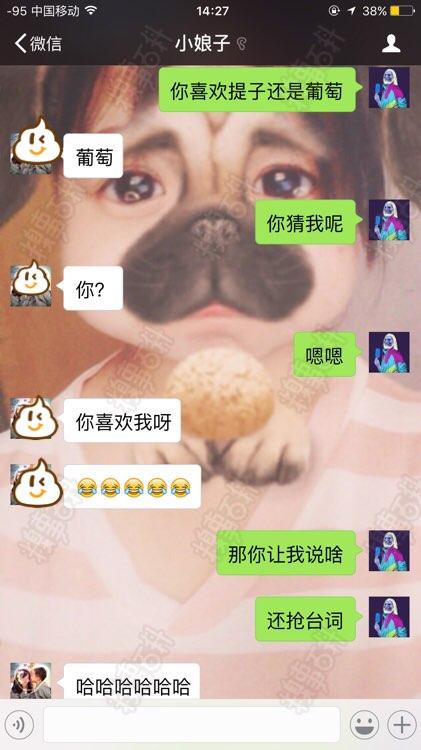 -95 中国移动 14:27 38%
微信 小娘子
你喜欢提子还是葡萄
葡萄
你猜我呢
你？
嗯嗯
你喜欢我呀
😂😂😂😂😂
那你让我说啥
还抢台词
哈哈哈哈哈哈